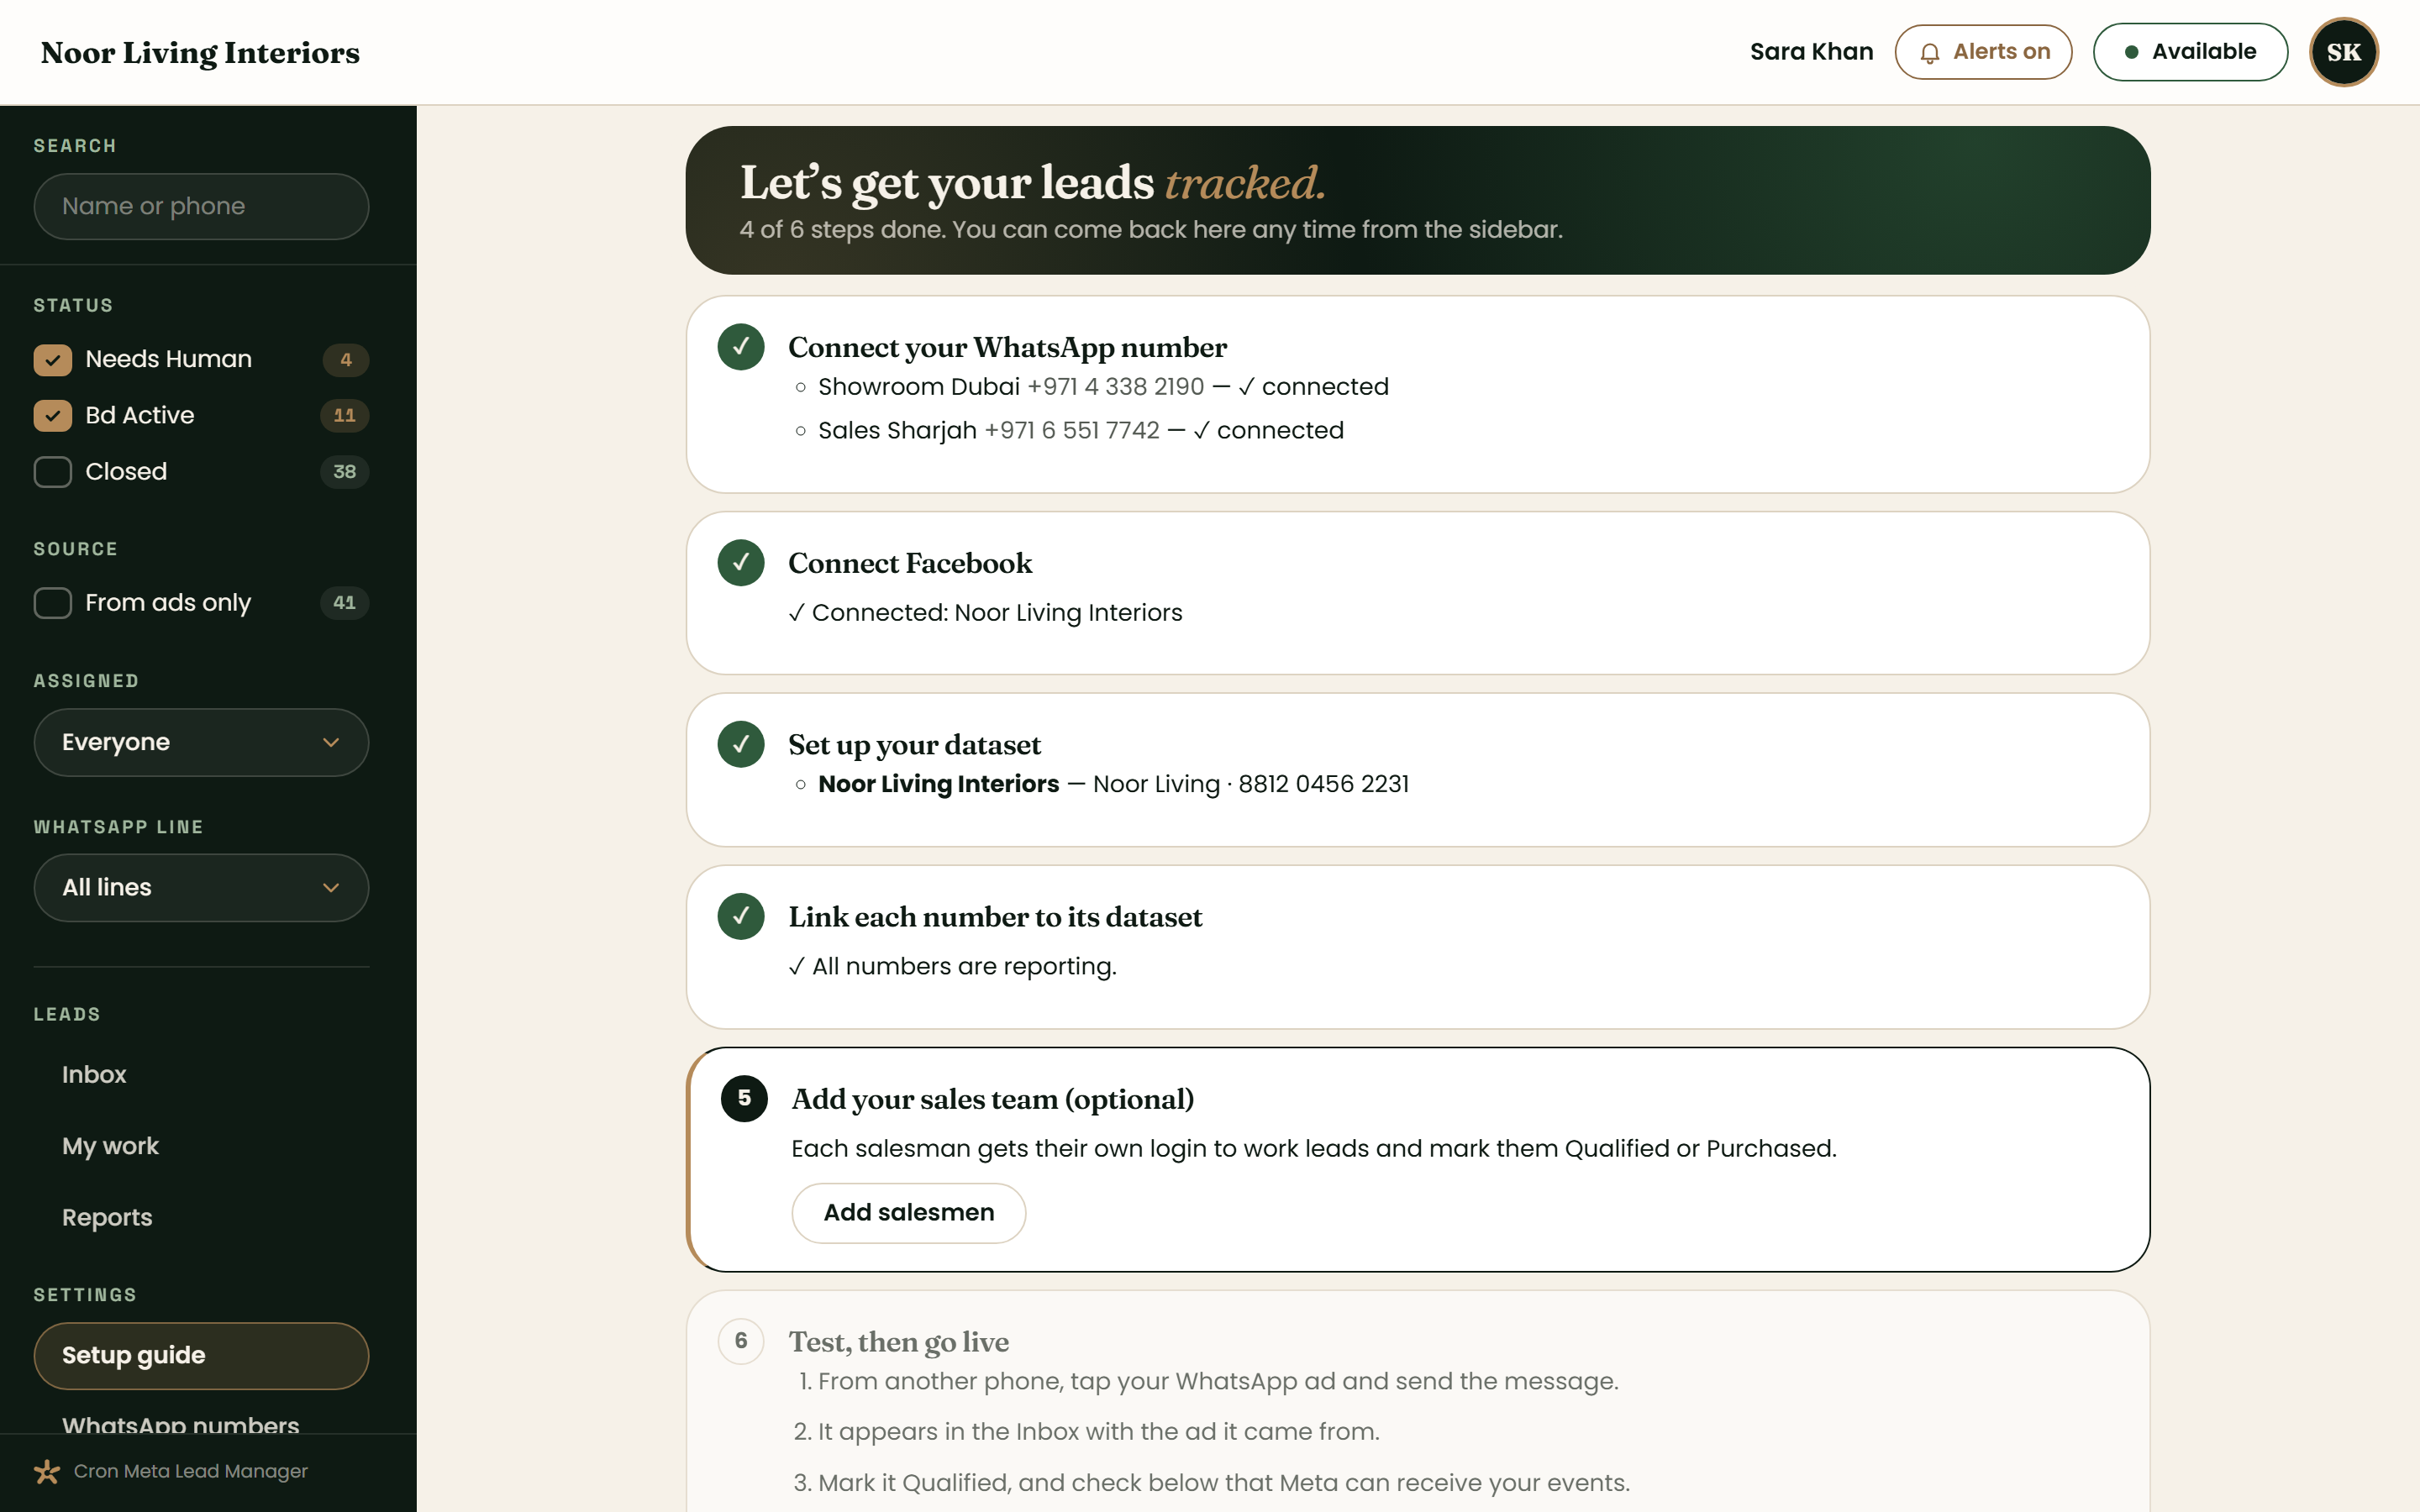 Noor Living Interiors
Sara Khan
Alerts on
Available
SK
SEARCH
Name or phone
STATUS
Needs Human 4
Bd Active 11
Closed 38
SOURCE
From ads only 41
ASSIGNED
Everyone
WHATSAPP LINE
All lines
LEADS
Inbox
My work
Reports
SETTINGS
Setup guide
WhatsApp numbers
Cron Meta Lead Manager
Let’s get your leads tracked.
4 of 6 steps done. You can come back here any time from the sidebar.
✓ Connect your WhatsApp number
Showroom Dubai +971 4 338 2190 — ✓ connected
Sales Sharjah +971 6 551 7742 — ✓ connected
✓ Connect Facebook
✓ Connected: Noor Living Interiors
✓ Set up your dataset
Noor Living Interiors — Noor Living · 8812 0456 2231
✓ Link each number to its dataset
✓ All numbers are reporting.
5 Add your sales team (optional)
Each salesman gets their own login to work leads and mark them Qualified or Purchased.
Add salesmen
6 Test, then go live
1. From another phone, tap your WhatsApp ad and send the message.
2. It appears in the Inbox with the ad it came from.
3. Mark it Qualified, and check below that Meta can receive your events.